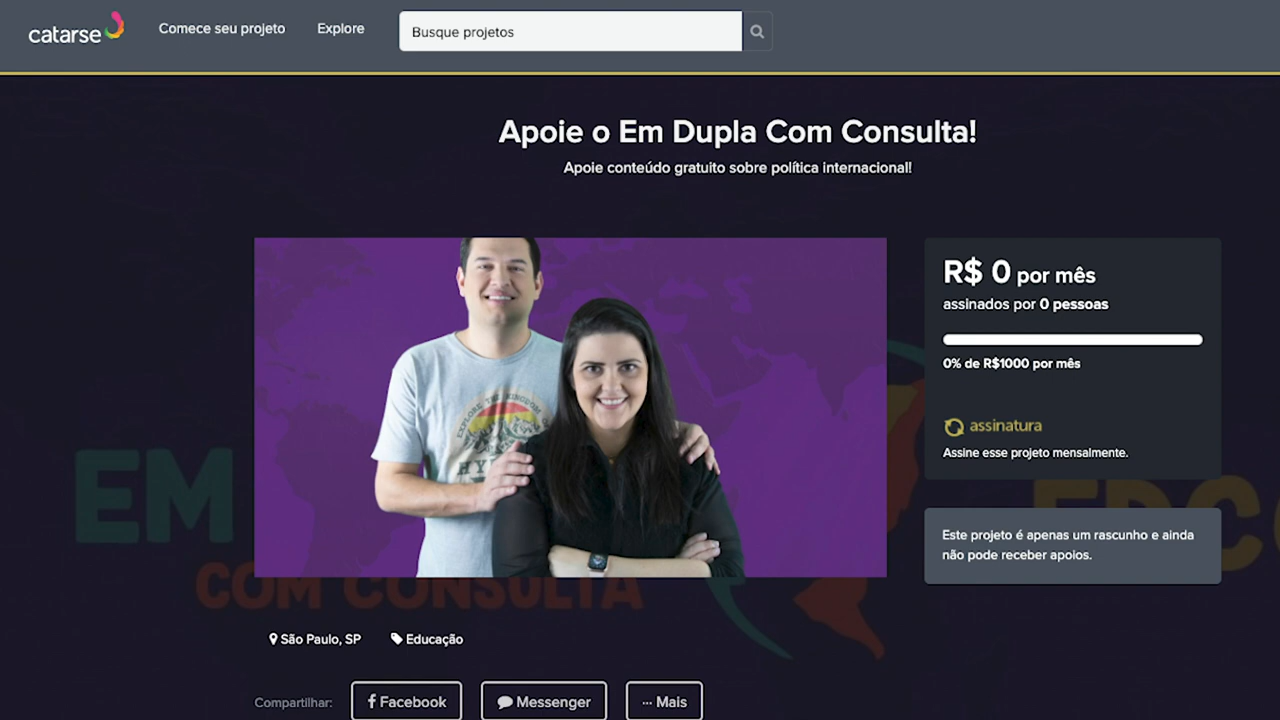 catarse
Comece seu projeto
Explore
Busque projetos
Apoie o Em Dupla Com Consulta!
Apoie conteúdo gratuito sobre política internacional!
R$ 0 por mês
assinados por 0 pessoas
0% de R$1000 por mês
assinatura
Assine esse projeto mensalmente.
Este projeto é apenas um rascunho e ainda
não pode receber apoios.
EXPLORE THE KINGDOM
EM
EDC
COM CONSULTA
São Paulo, SP
Educação
Compartilhar:
Facebook
Messenger
··· Mais